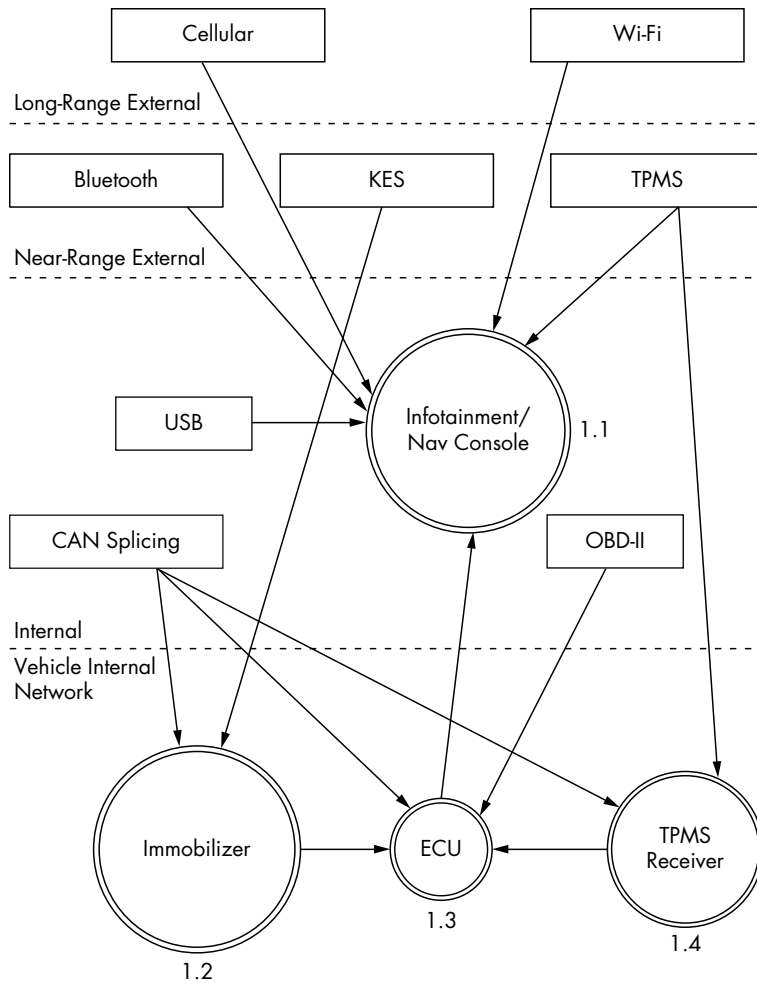 Cellular
Wi-Fi
Long-Range External
Bluetooth
KES
TPMS
Near-Range External
USB
Infotainment/
Nav Console
1.1
CAN Splicing
OBD-II
Internal
Vehicle Internal
Network
Immobilizer
ECU
TPMS
Receiver
1.3
1.4
1.2